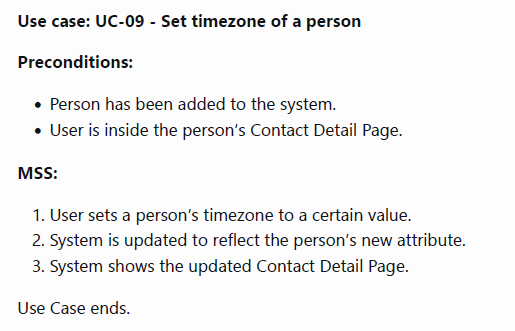 Use case: UC-09 - Set timezone of a person
Preconditions:
• Person has been added to the system.
• User is inside the person’s Contact Detail Page.
MSS:
1. User sets a person’s timezone to a certain value.
2. System is updated to reflect the person’s new attribute.
3. System shows the updated Contact Detail Page.
Use Case ends.